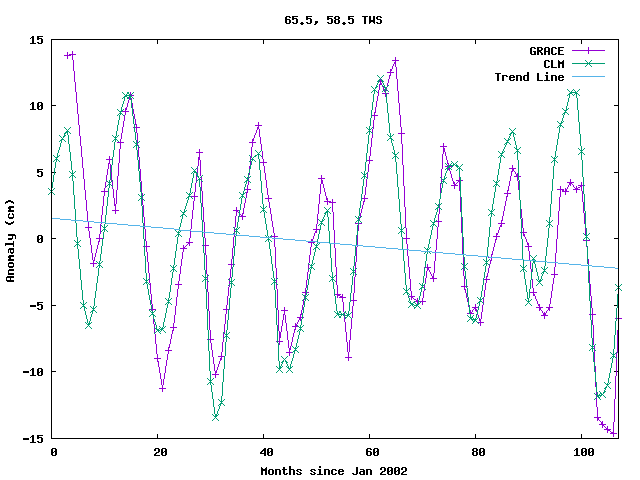 65.5, 58.5 TWS
15
10
5
0
-5
-10
-15
Anomaly (cm)
GRACE
CLM
Trend Line
0 20 40 60 80 100
Months since Jan 2002